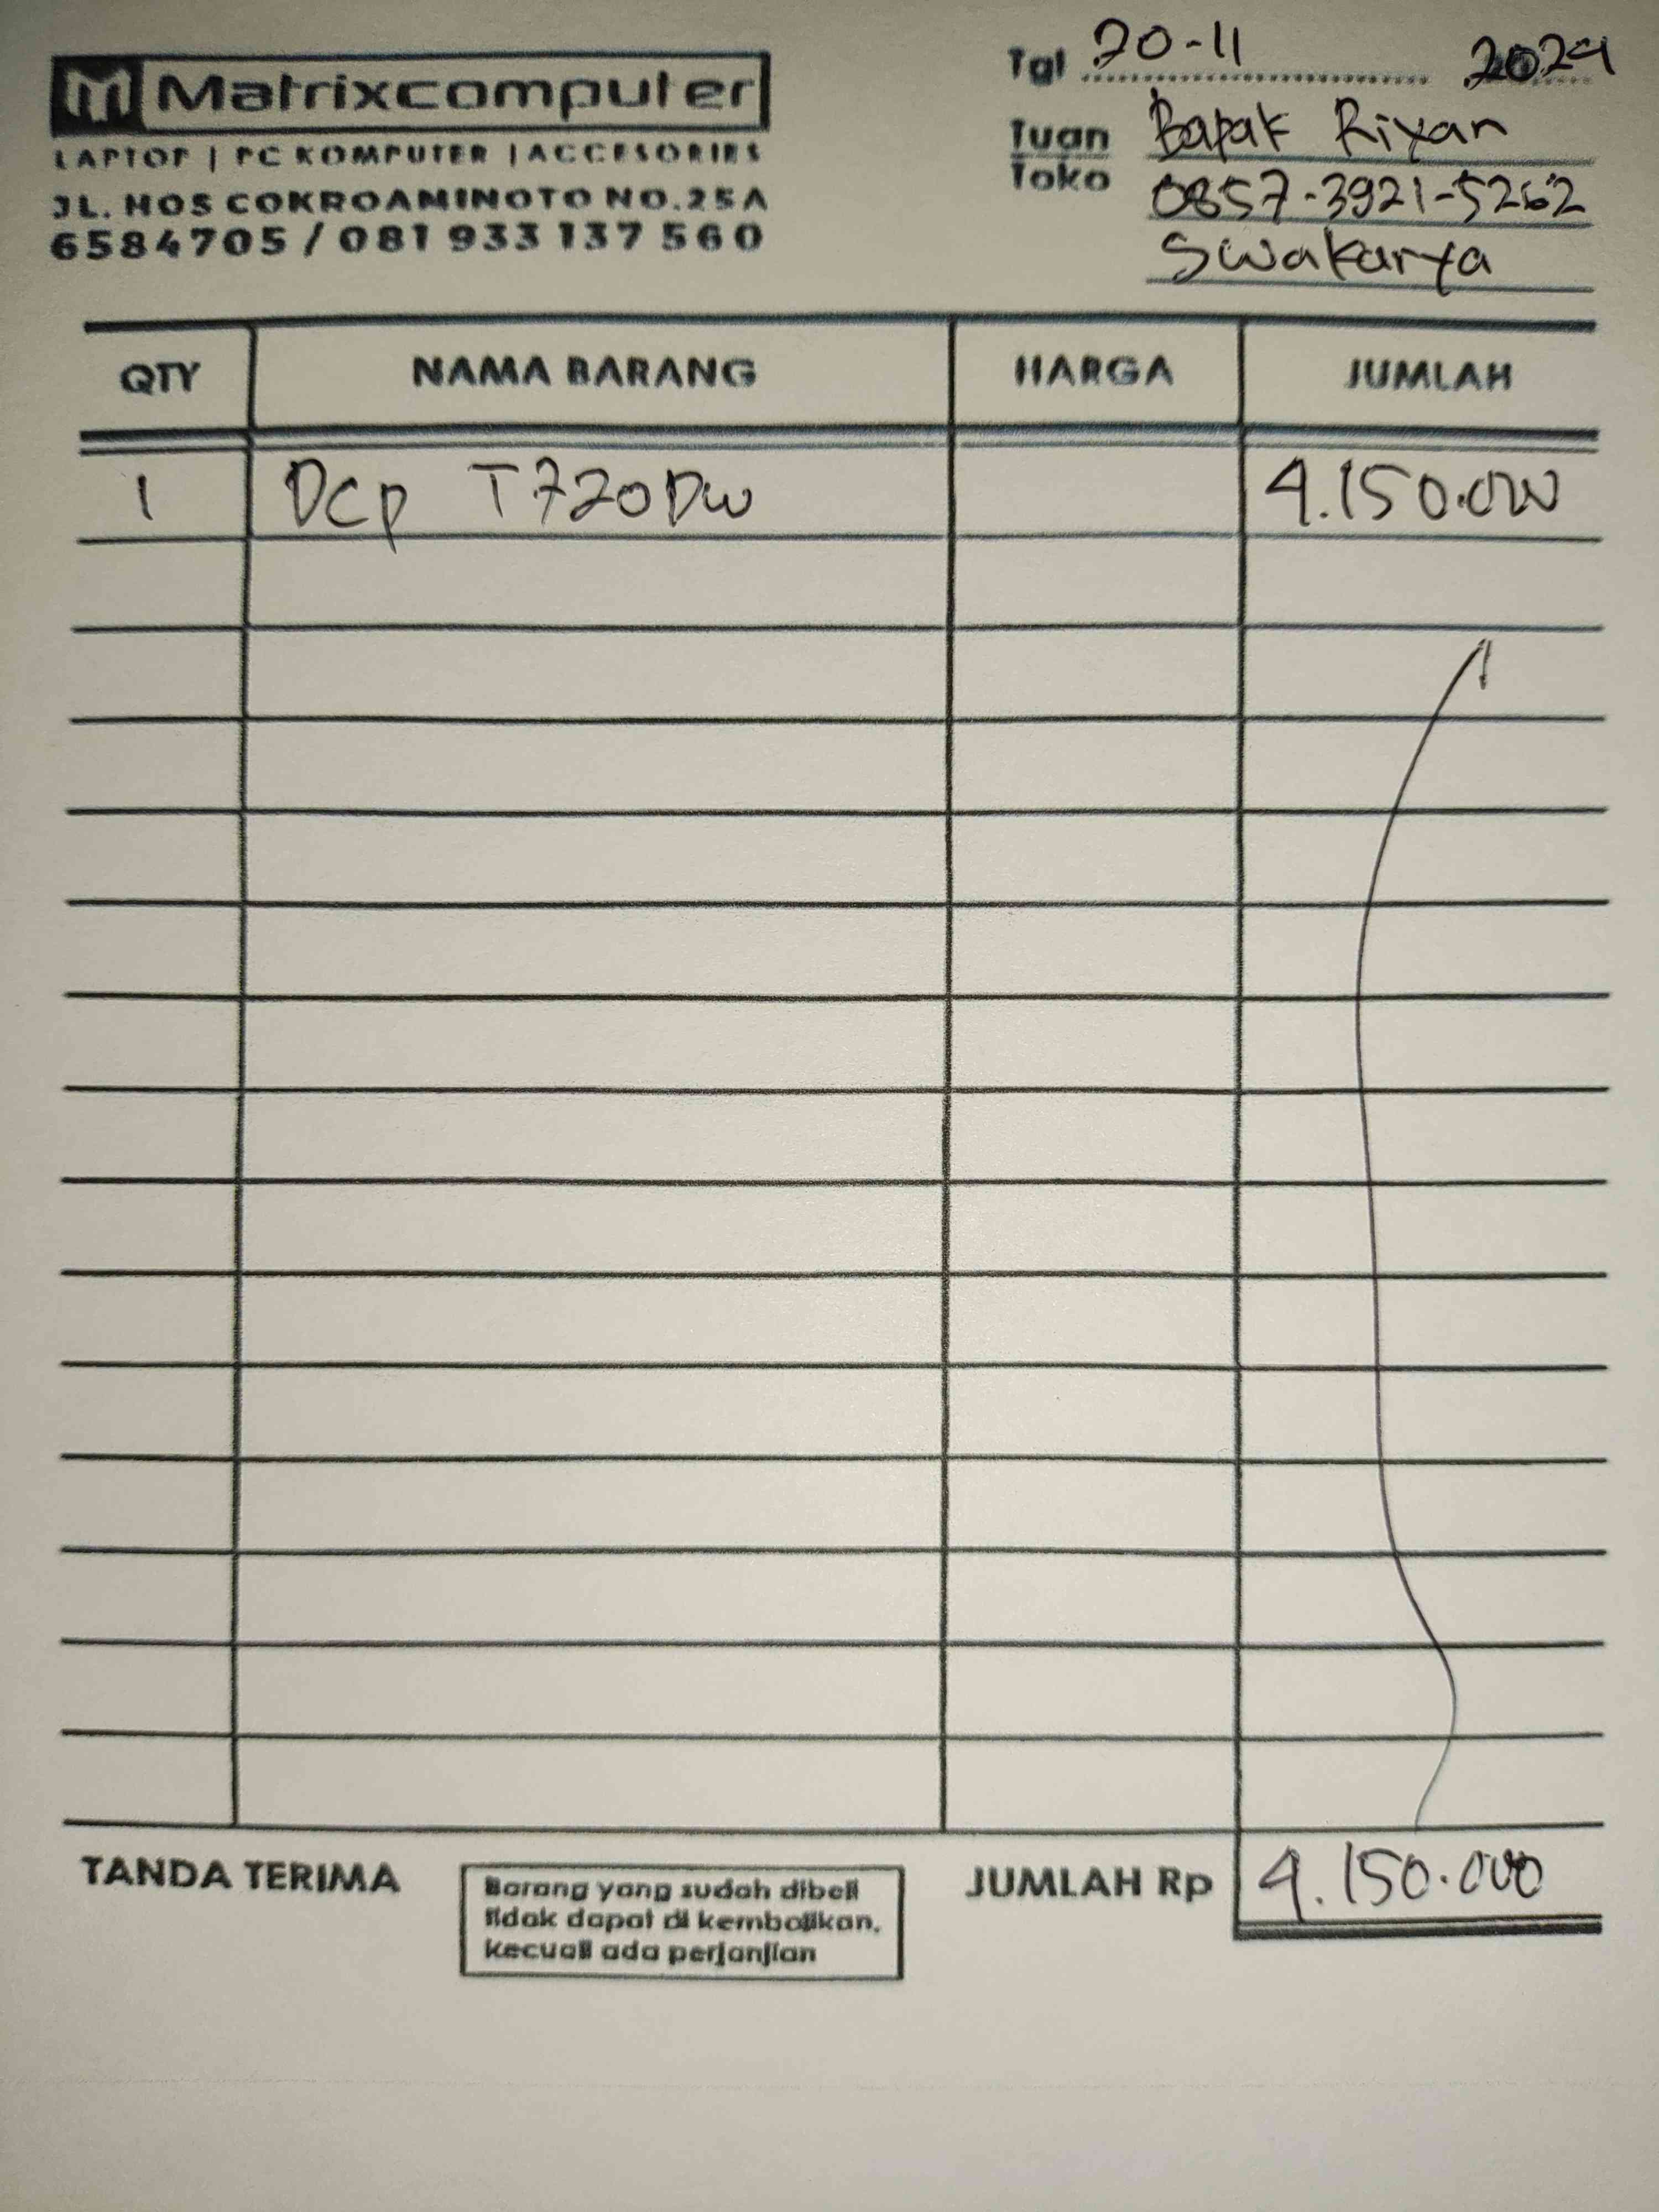 Matrixcomputer
LAPTOP | PC KOMPUTER | ACCESORIES
JL. HOS COKROAMINOTO NO.25A
6584705 / 081 933 137 560
Tgl 20-11 2024
Tuan Bapak Riyan
Toko 0857-3921-5262
Swakarya
QTY NAMA BARANG HARGA JUMLAH
1 DCP T720DW 4.150.000
TANDA TERIMA
Barang yang sudah dibeli
tidak dapat di kembalikan,
kecuali ada perjanjian
JUMLAH Rp 4.150.000